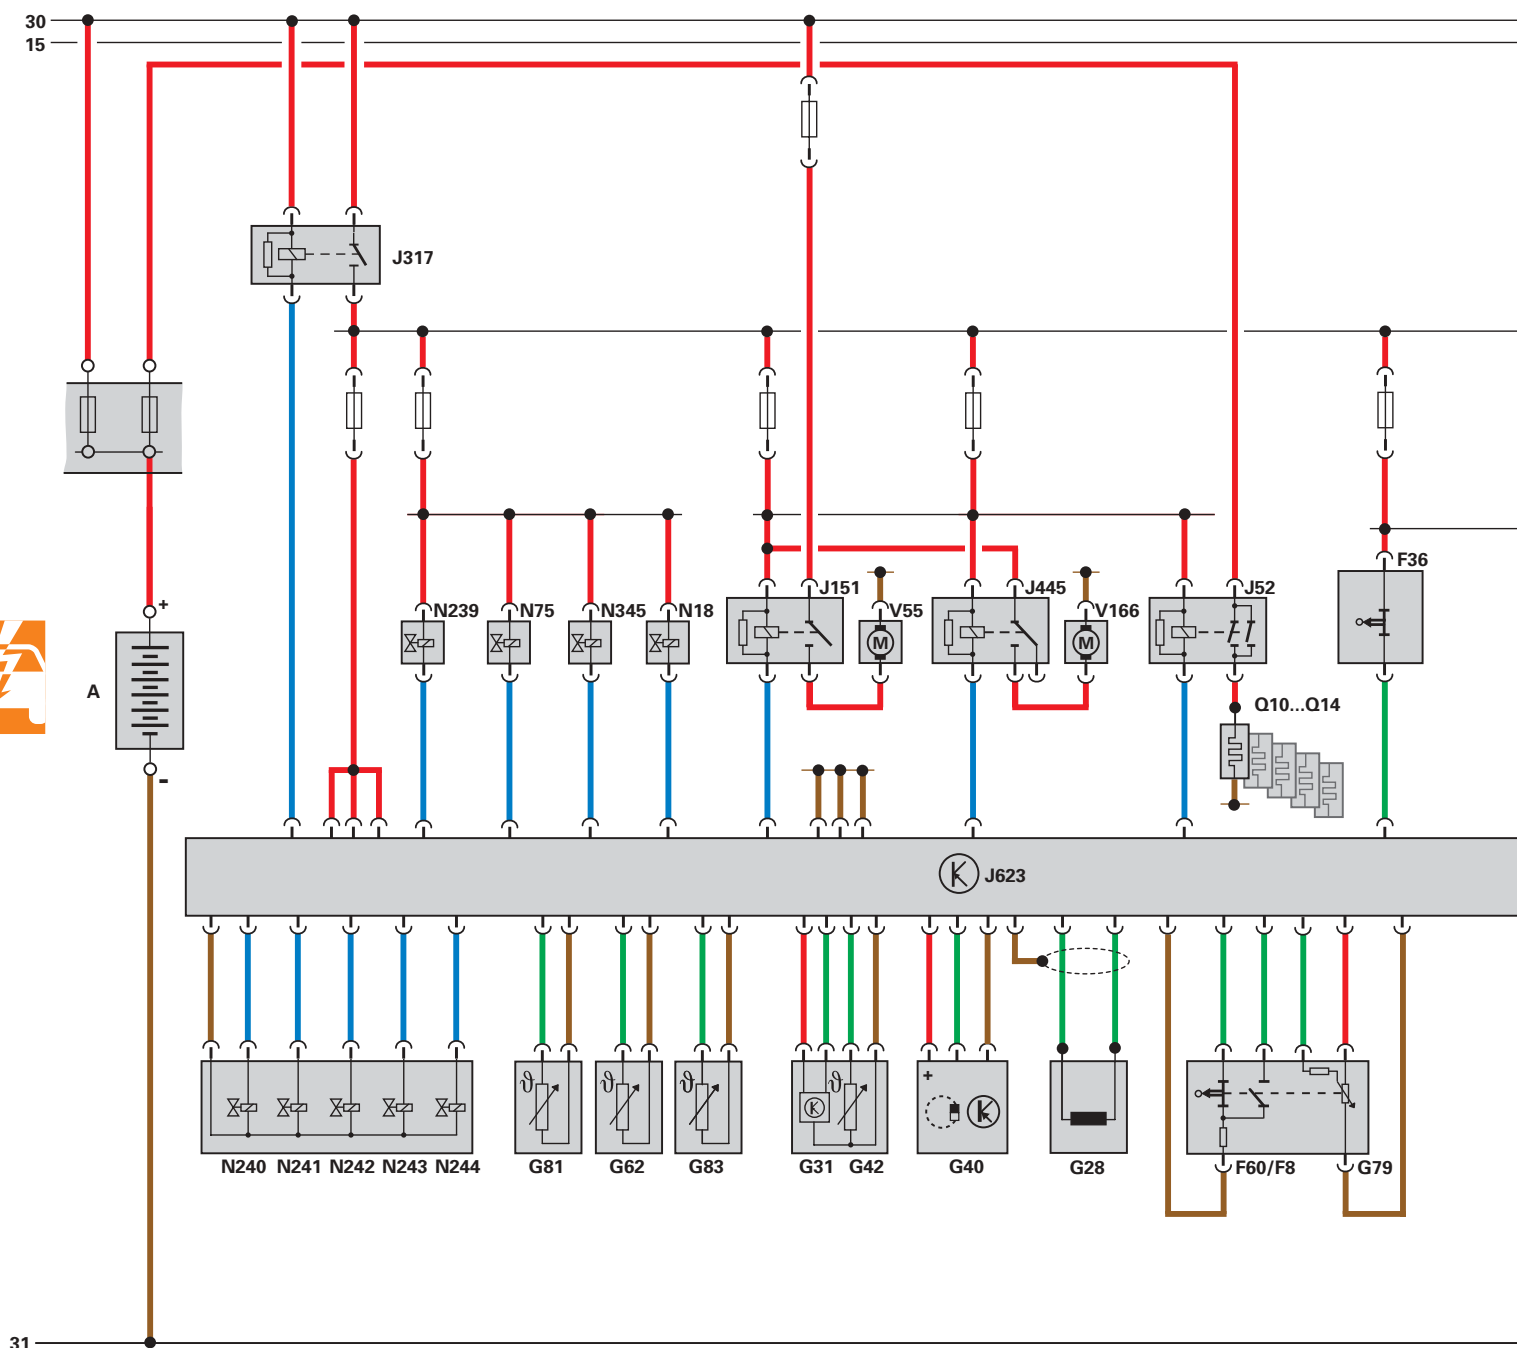 30
15
J317
F36
J151
J445
J52
N239
N75
N345
N18
V55
V166
M
M
+
A
Q10...Q14
-
J623
ϑ
ϑ
ϑ
ϑ
+
N240 N241 N242 N243 N244
G81
G62
G83
G31 G42
G40
G28
F60/F8
G79
31